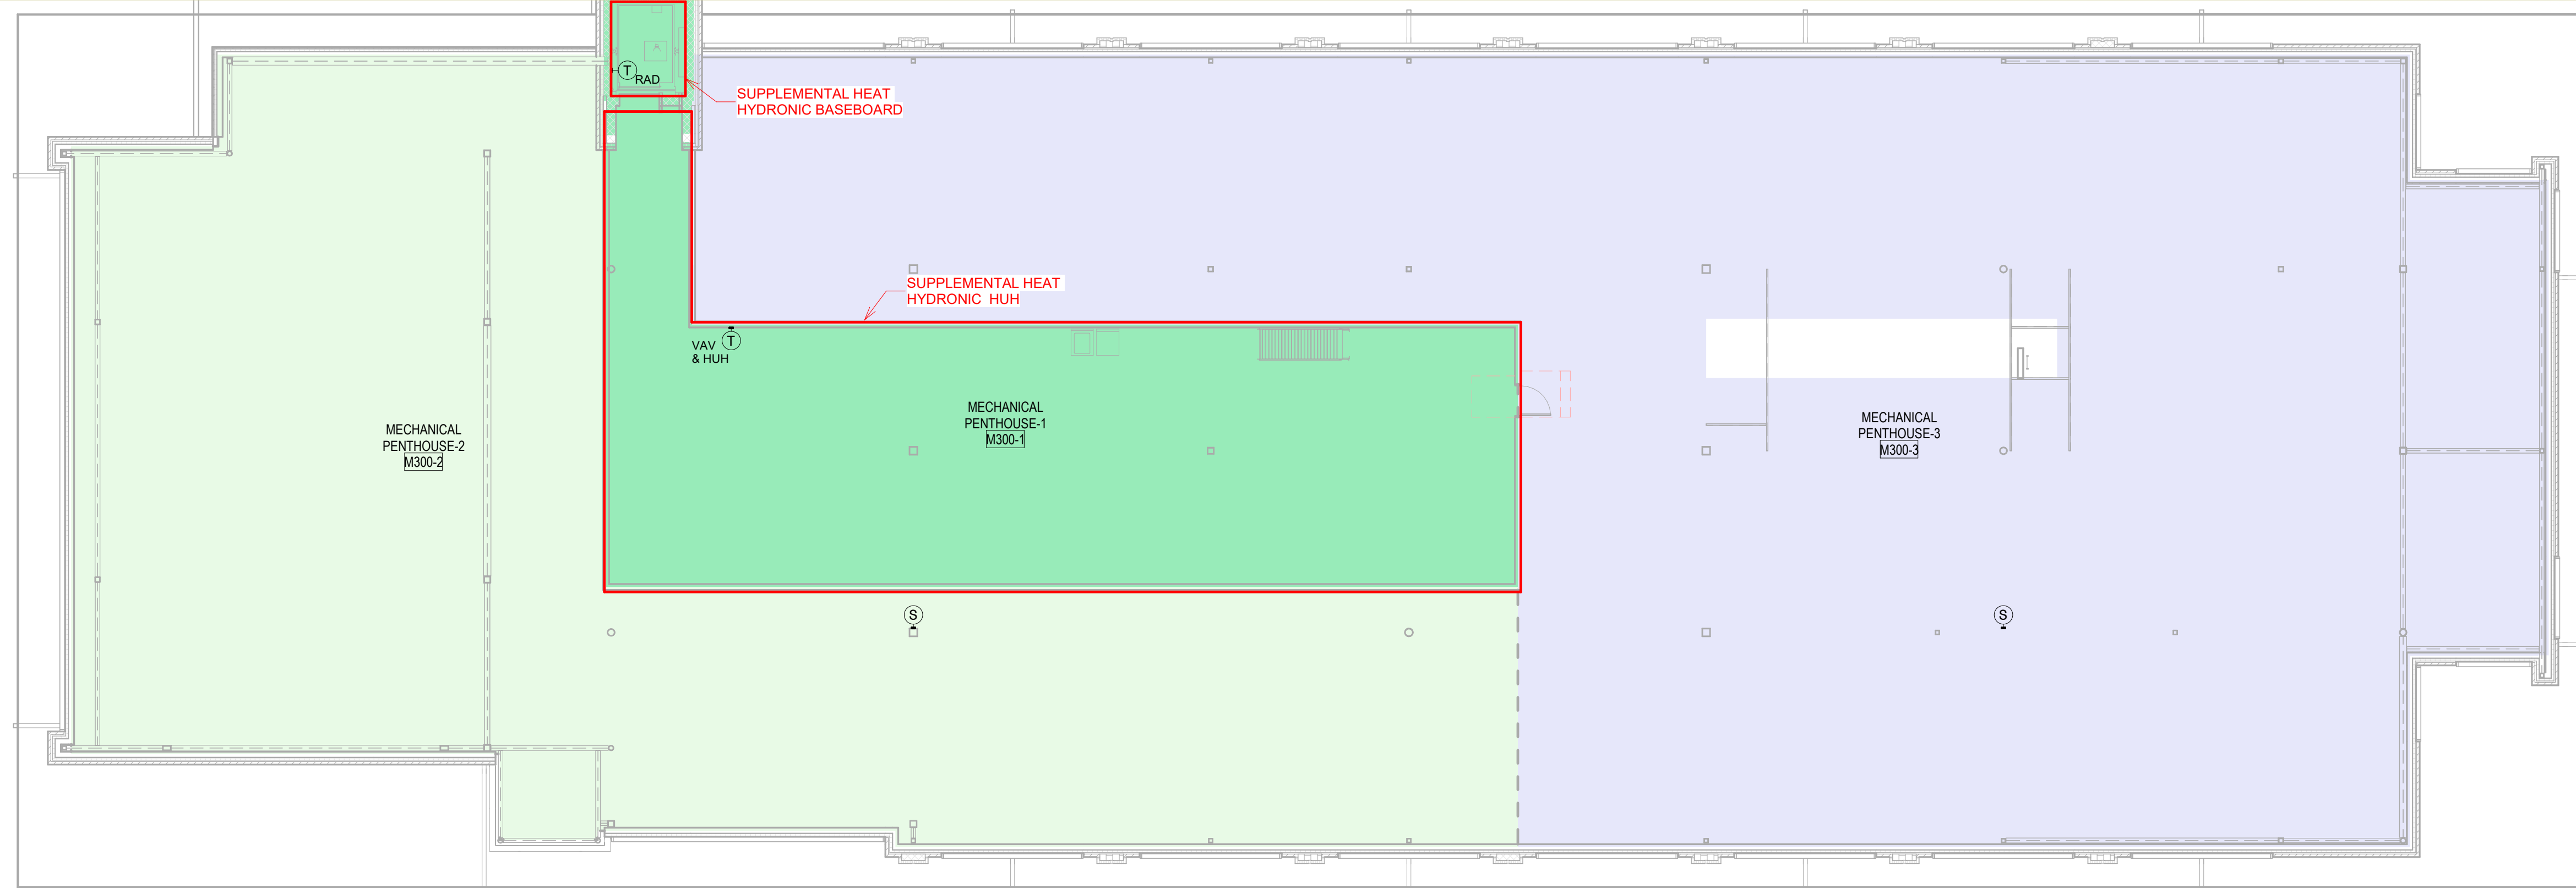 T
RAD
SUPPLEMENTAL HEAT
HYDRONIC BASEBOARD
SUPPLEMENTAL HEAT
HYDRONIC HUH
VAV
& HUH
T
MECHANICAL
PENTHOUSE-2
M300-2
MECHANICAL
PENTHOUSE-1
M300-1
MECHANICAL
PENTHOUSE-3
M300-3
S
S